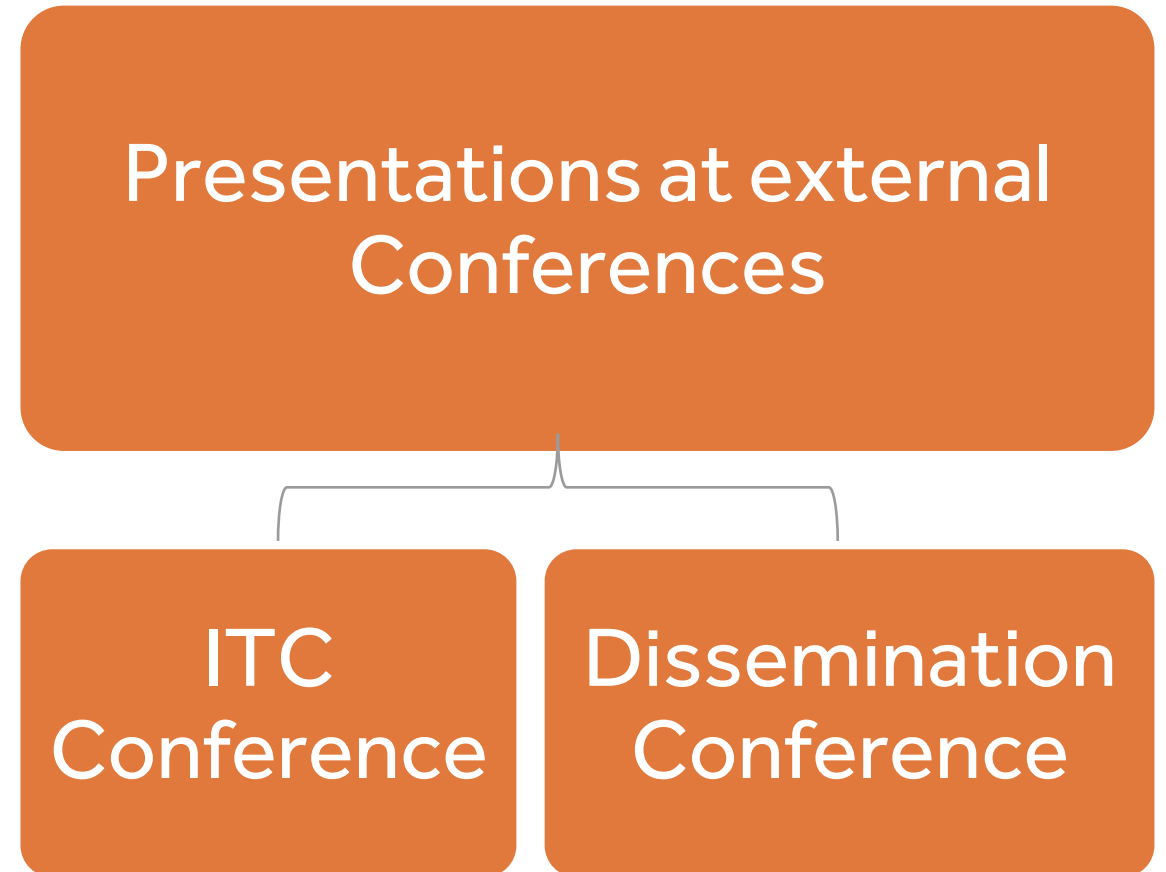 Presentations at external
Conferences
ITC
Conference
Dissemination
Conference